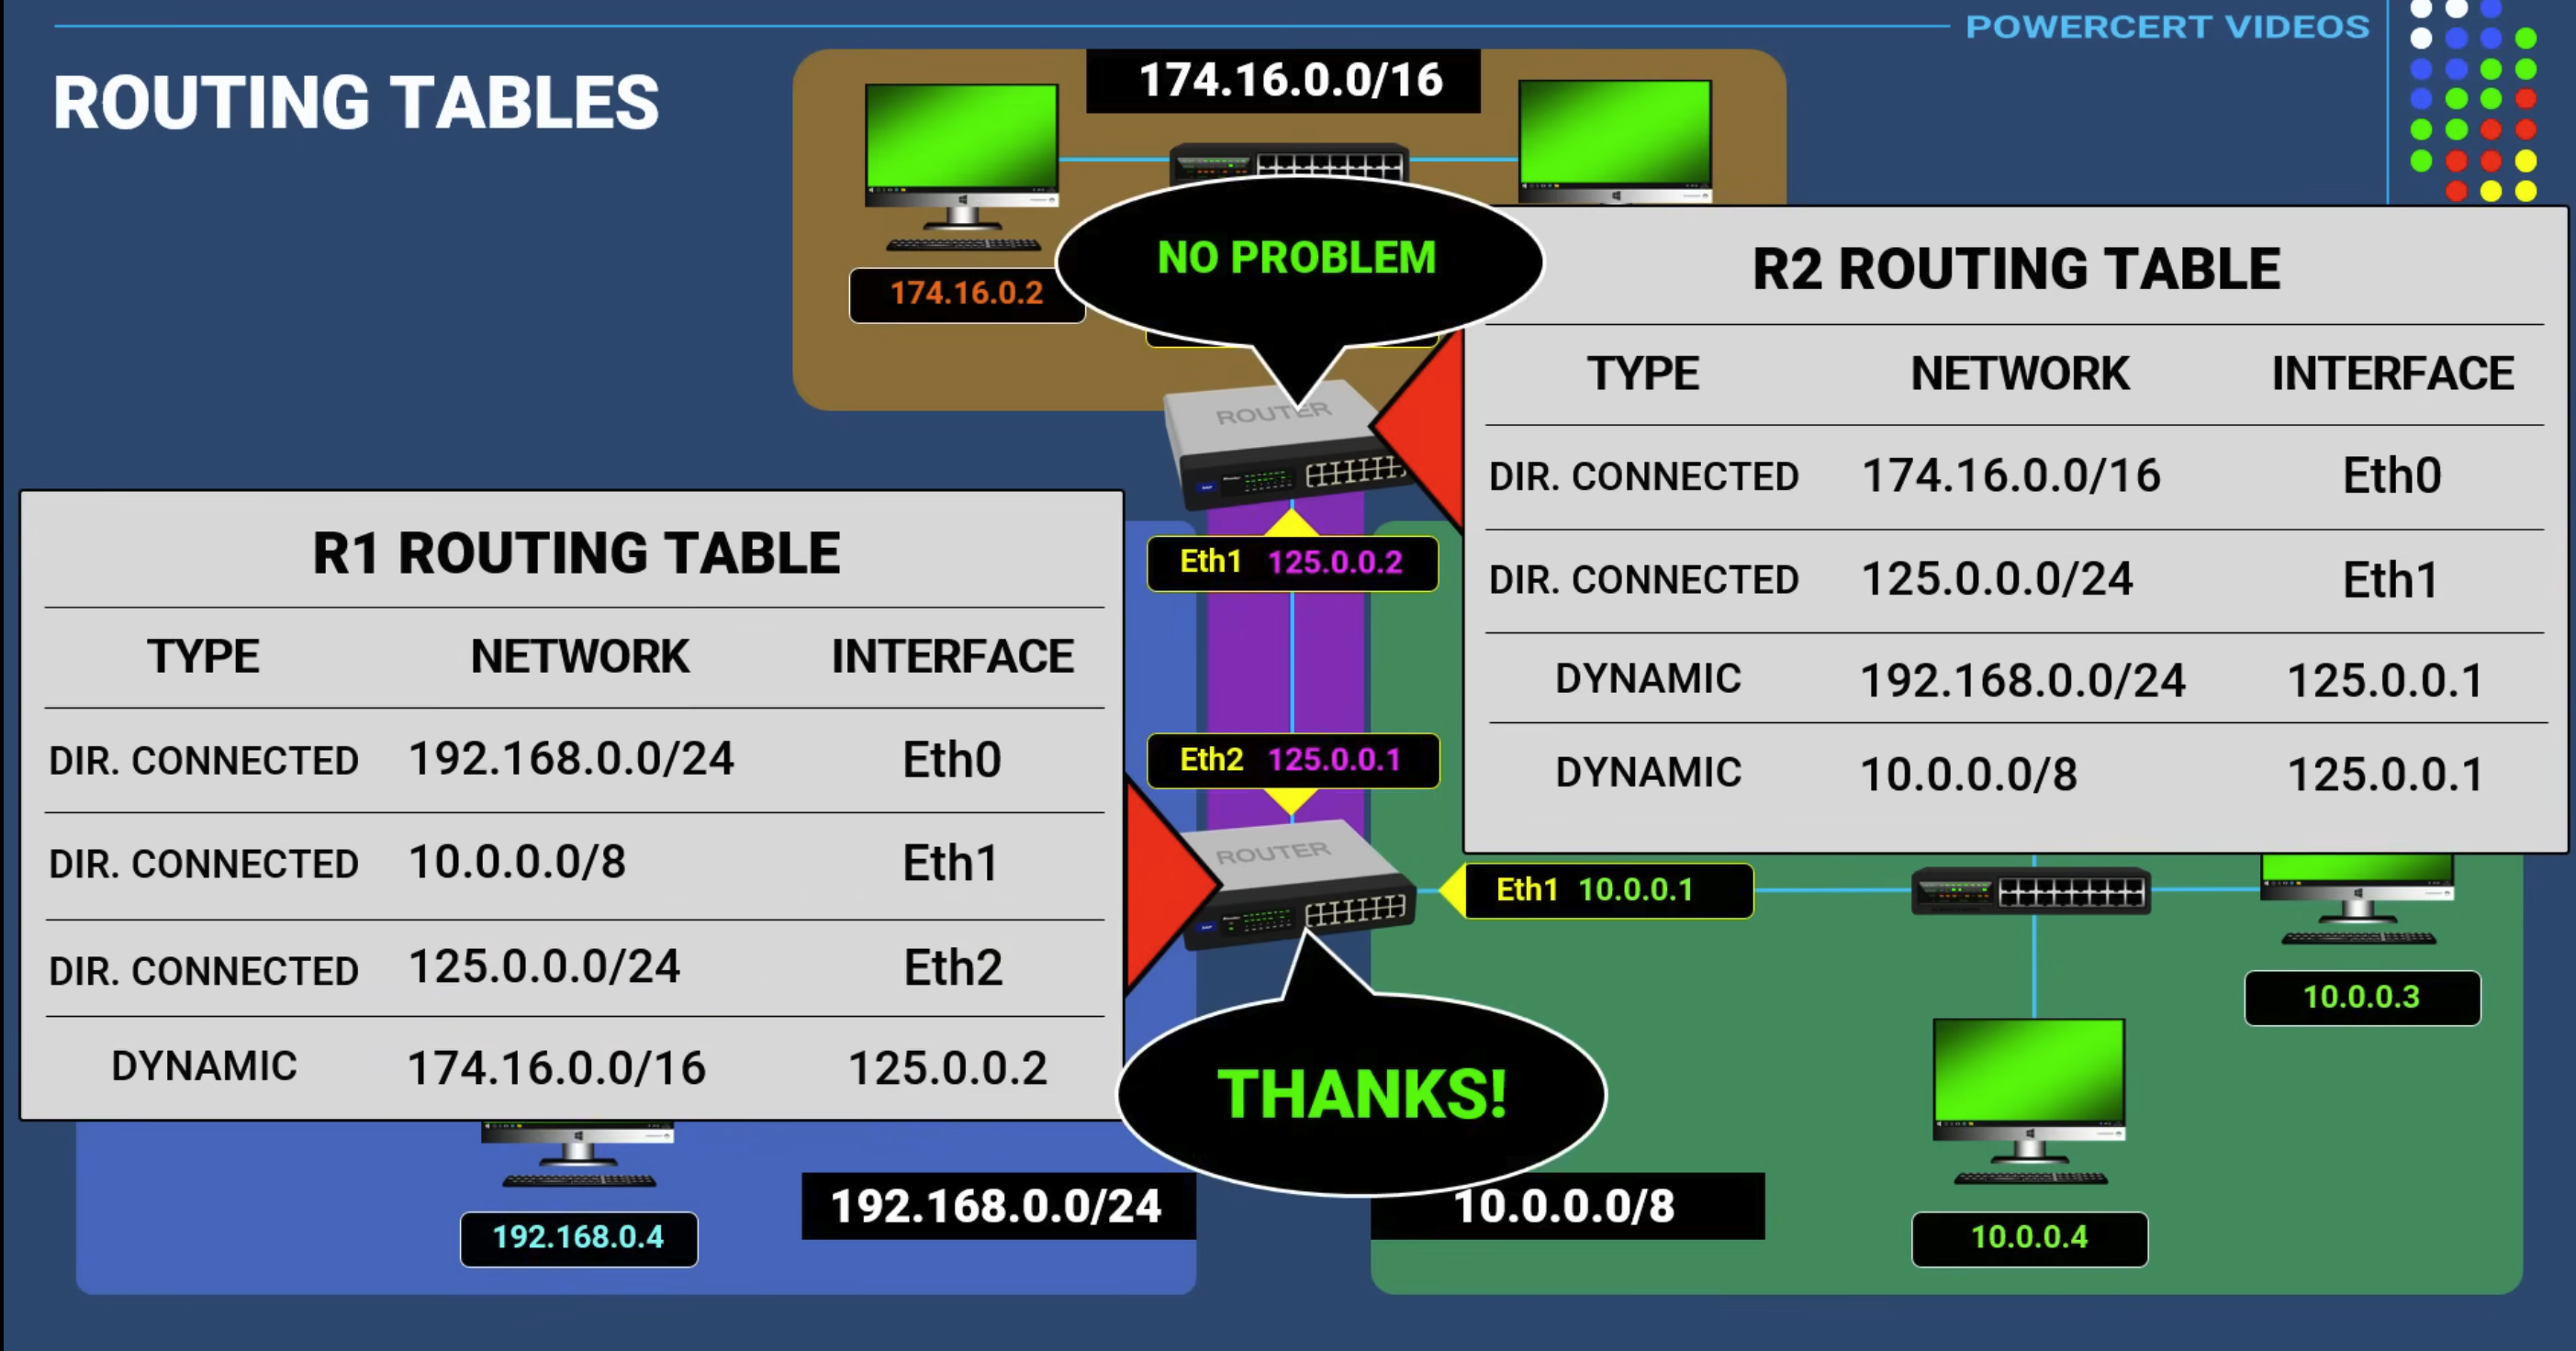 POWERCERT VIDEOS
ROUTING TABLES
174.16.0.0/16
NO PROBLEM
174.16.0.2
ROUTER
R2 ROUTING TABLE
TYPE NETWORK INTERFACE
DIR. CONNECTED 174.16.0.0/16 Eth0
DIR. CONNECTED 125.0.0.0/24 Eth1
DYNAMIC 192.168.0.0/24 125.0.0.1
DYNAMIC 10.0.0.0/8 125.0.0.1
R1 ROUTING TABLE
TYPE NETWORK INTERFACE
DIR. CONNECTED 192.168.0.0/24 Eth0
DIR. CONNECTED 10.0.0.0/8 Eth1
DIR. CONNECTED 125.0.0.0/24 Eth2
DYNAMIC 174.16.0.0/16 125.0.0.2
Eth1 125.0.0.2
Eth2 125.0.0.1
ROUTER
Eth1 10.0.0.1
10.0.0.3
THANKS!
192.168.0.0/24
10.0.0.0/8
192.168.0.4
10.0.0.4